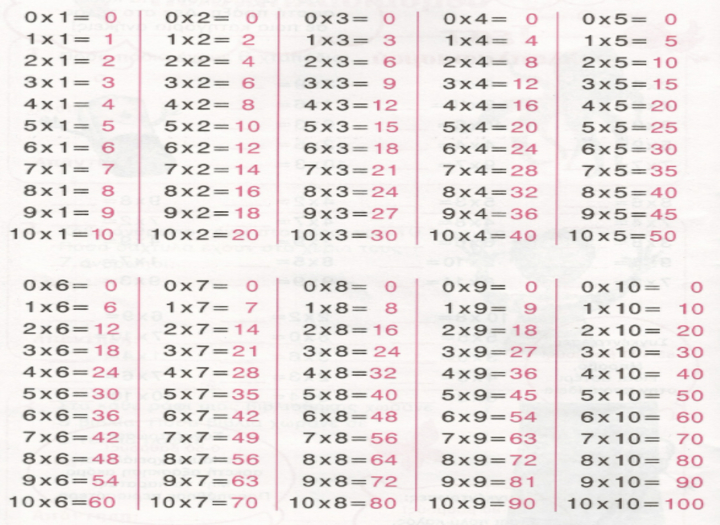 0x1= 0 0x2= 0 0x3= 0 0x4= 0 0x5= 0
1x1= 1 1x2= 2 1x3= 3 1x4= 4 1x5= 5
2x1= 2 2x2= 4 2x3= 6 2x4= 8 2x5=10
3x1= 3 3x2= 6 3x3= 9 3x4=12 3x5=15
4x1= 4 4x2= 8 4x3=12 4x4=16 4x5=20
5x1= 5 5x2=10 5x3=15 5x4=20 5x5=25
6x1= 6 6x2=12 6x3=18 6x4=24 6x5=30
7x1= 7 7x2=14 7x3=21 7x4=28 7x5=35
8x1= 8 8x2=16 8x3=24 8x4=32 8x5=40
9x1= 9 9x2=18 9x3=27 9x4=36 9x5=45
10x1=10 10x2=20 10x3=30 10x4=40 10x5=50
0x6= 0 0x7= 0 0x8= 0 0x9= 0 0x10= 0
1x6= 6 1x7= 7 1x8= 8 1x9= 9 1x10= 10
2x6=12 2x7=14 2x8=16 2x9=18 2x10= 20
3x6=18 3x7=21 3x8=24 3x9=27 3x10= 30
4x6=24 4x7=28 4x8=32 4x9=36 4x10= 40
5x6=30 5x7=35 5x8=40 5x9=45 5x10= 50
6x6=36 6x7=42 6x8=48 6x9=54 6x10= 60
7x6=42 7x7=49 7x8=56 7x9=63 7x10= 70
8x6=48 8x7=56 8x8=64 8x9=72 8x10= 80
9x6=54 9x7=63 9x8=72 9x9=81 9x10= 90
10x6=60 10x7=70 10x8=80 10x9=90 10x10=100